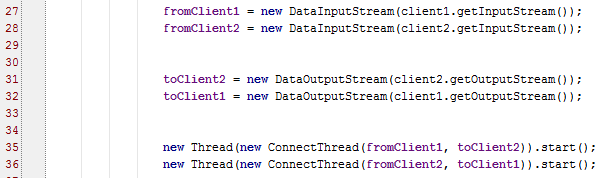 27 fromClient1 = new DataInputStream(client1.getInputStream());
28 fromClient2 = new DataInputStream(client2.getInputStream());
29
30
31 toClient2 = new DataOutputStream(client2.getOutputStream());
32 toClient1 = new DataOutputStream(client1.getOutputStream());
33
34
35 new Thread(new ConnectThread(fromClient1, toClient2)).start();
36 new Thread(new ConnectThread(fromClient2, toClient1)).start();